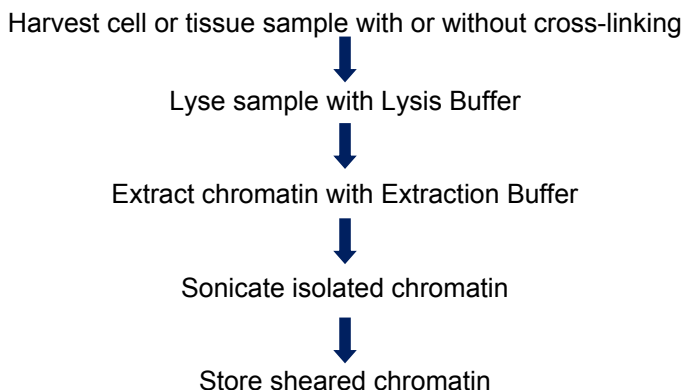 Harvest cell or tissue sample with or without cross-linking
Lyse sample with Lysis Buffer
Extract chromatin with Extraction Buffer
Sonicate isolated chromatin
Store sheared chromatin